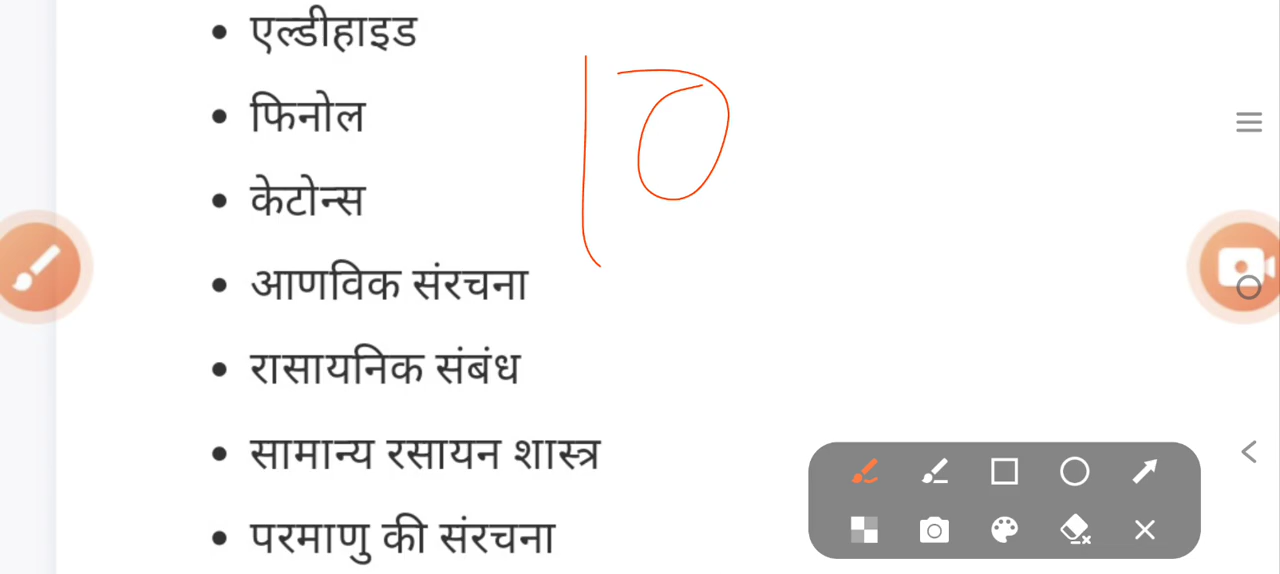 एल्डीहाइड
फिनोल
10
केटोन्स
आणविक संरचना
रासायनिक संबंध
सामान्य रसायन शास्त्र
परमाणु की संरचना